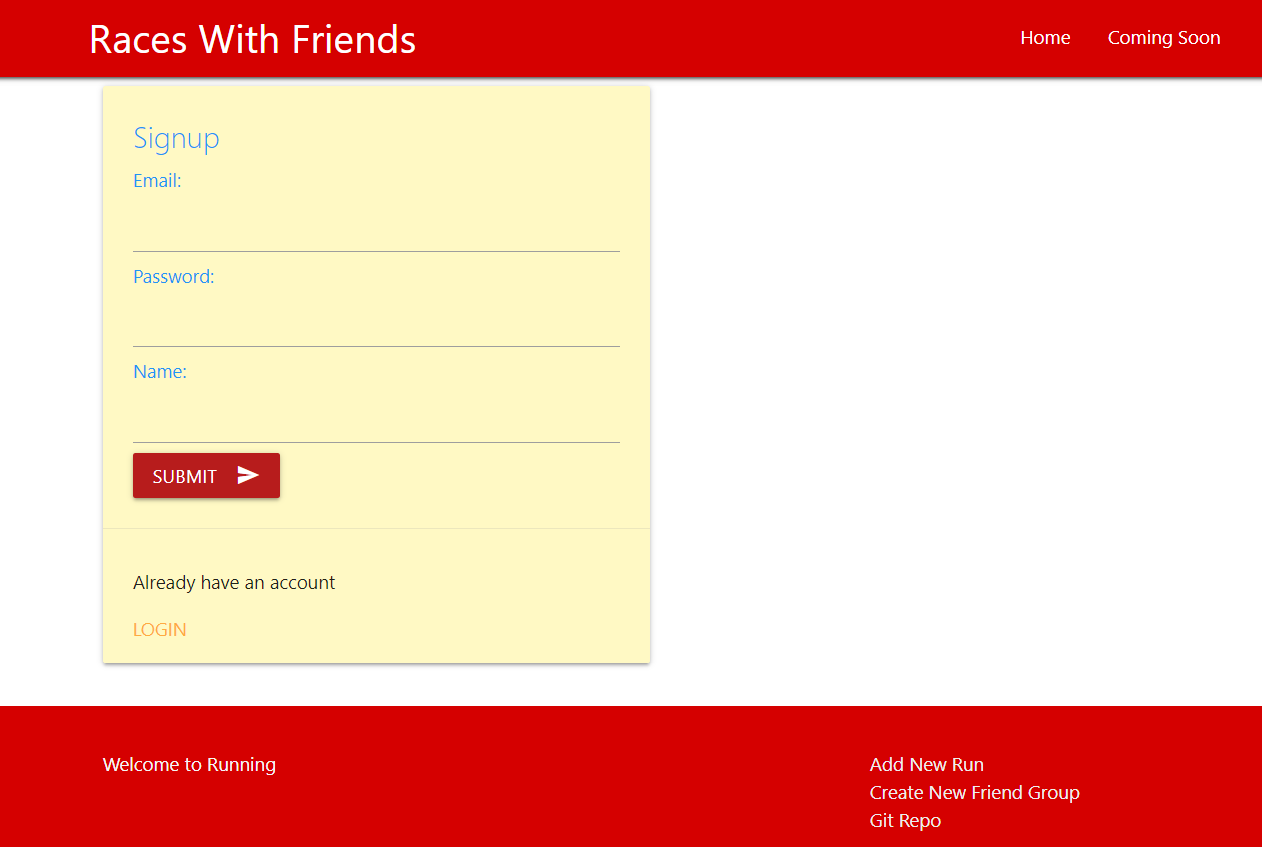 Races With Friends
Home
Coming Soon
Signup
Email:
Password:
Name:
SUBMIT
Already have an account
LOGIN
Welcome to Running
Add New Run
Create New Friend Group
Git Repo